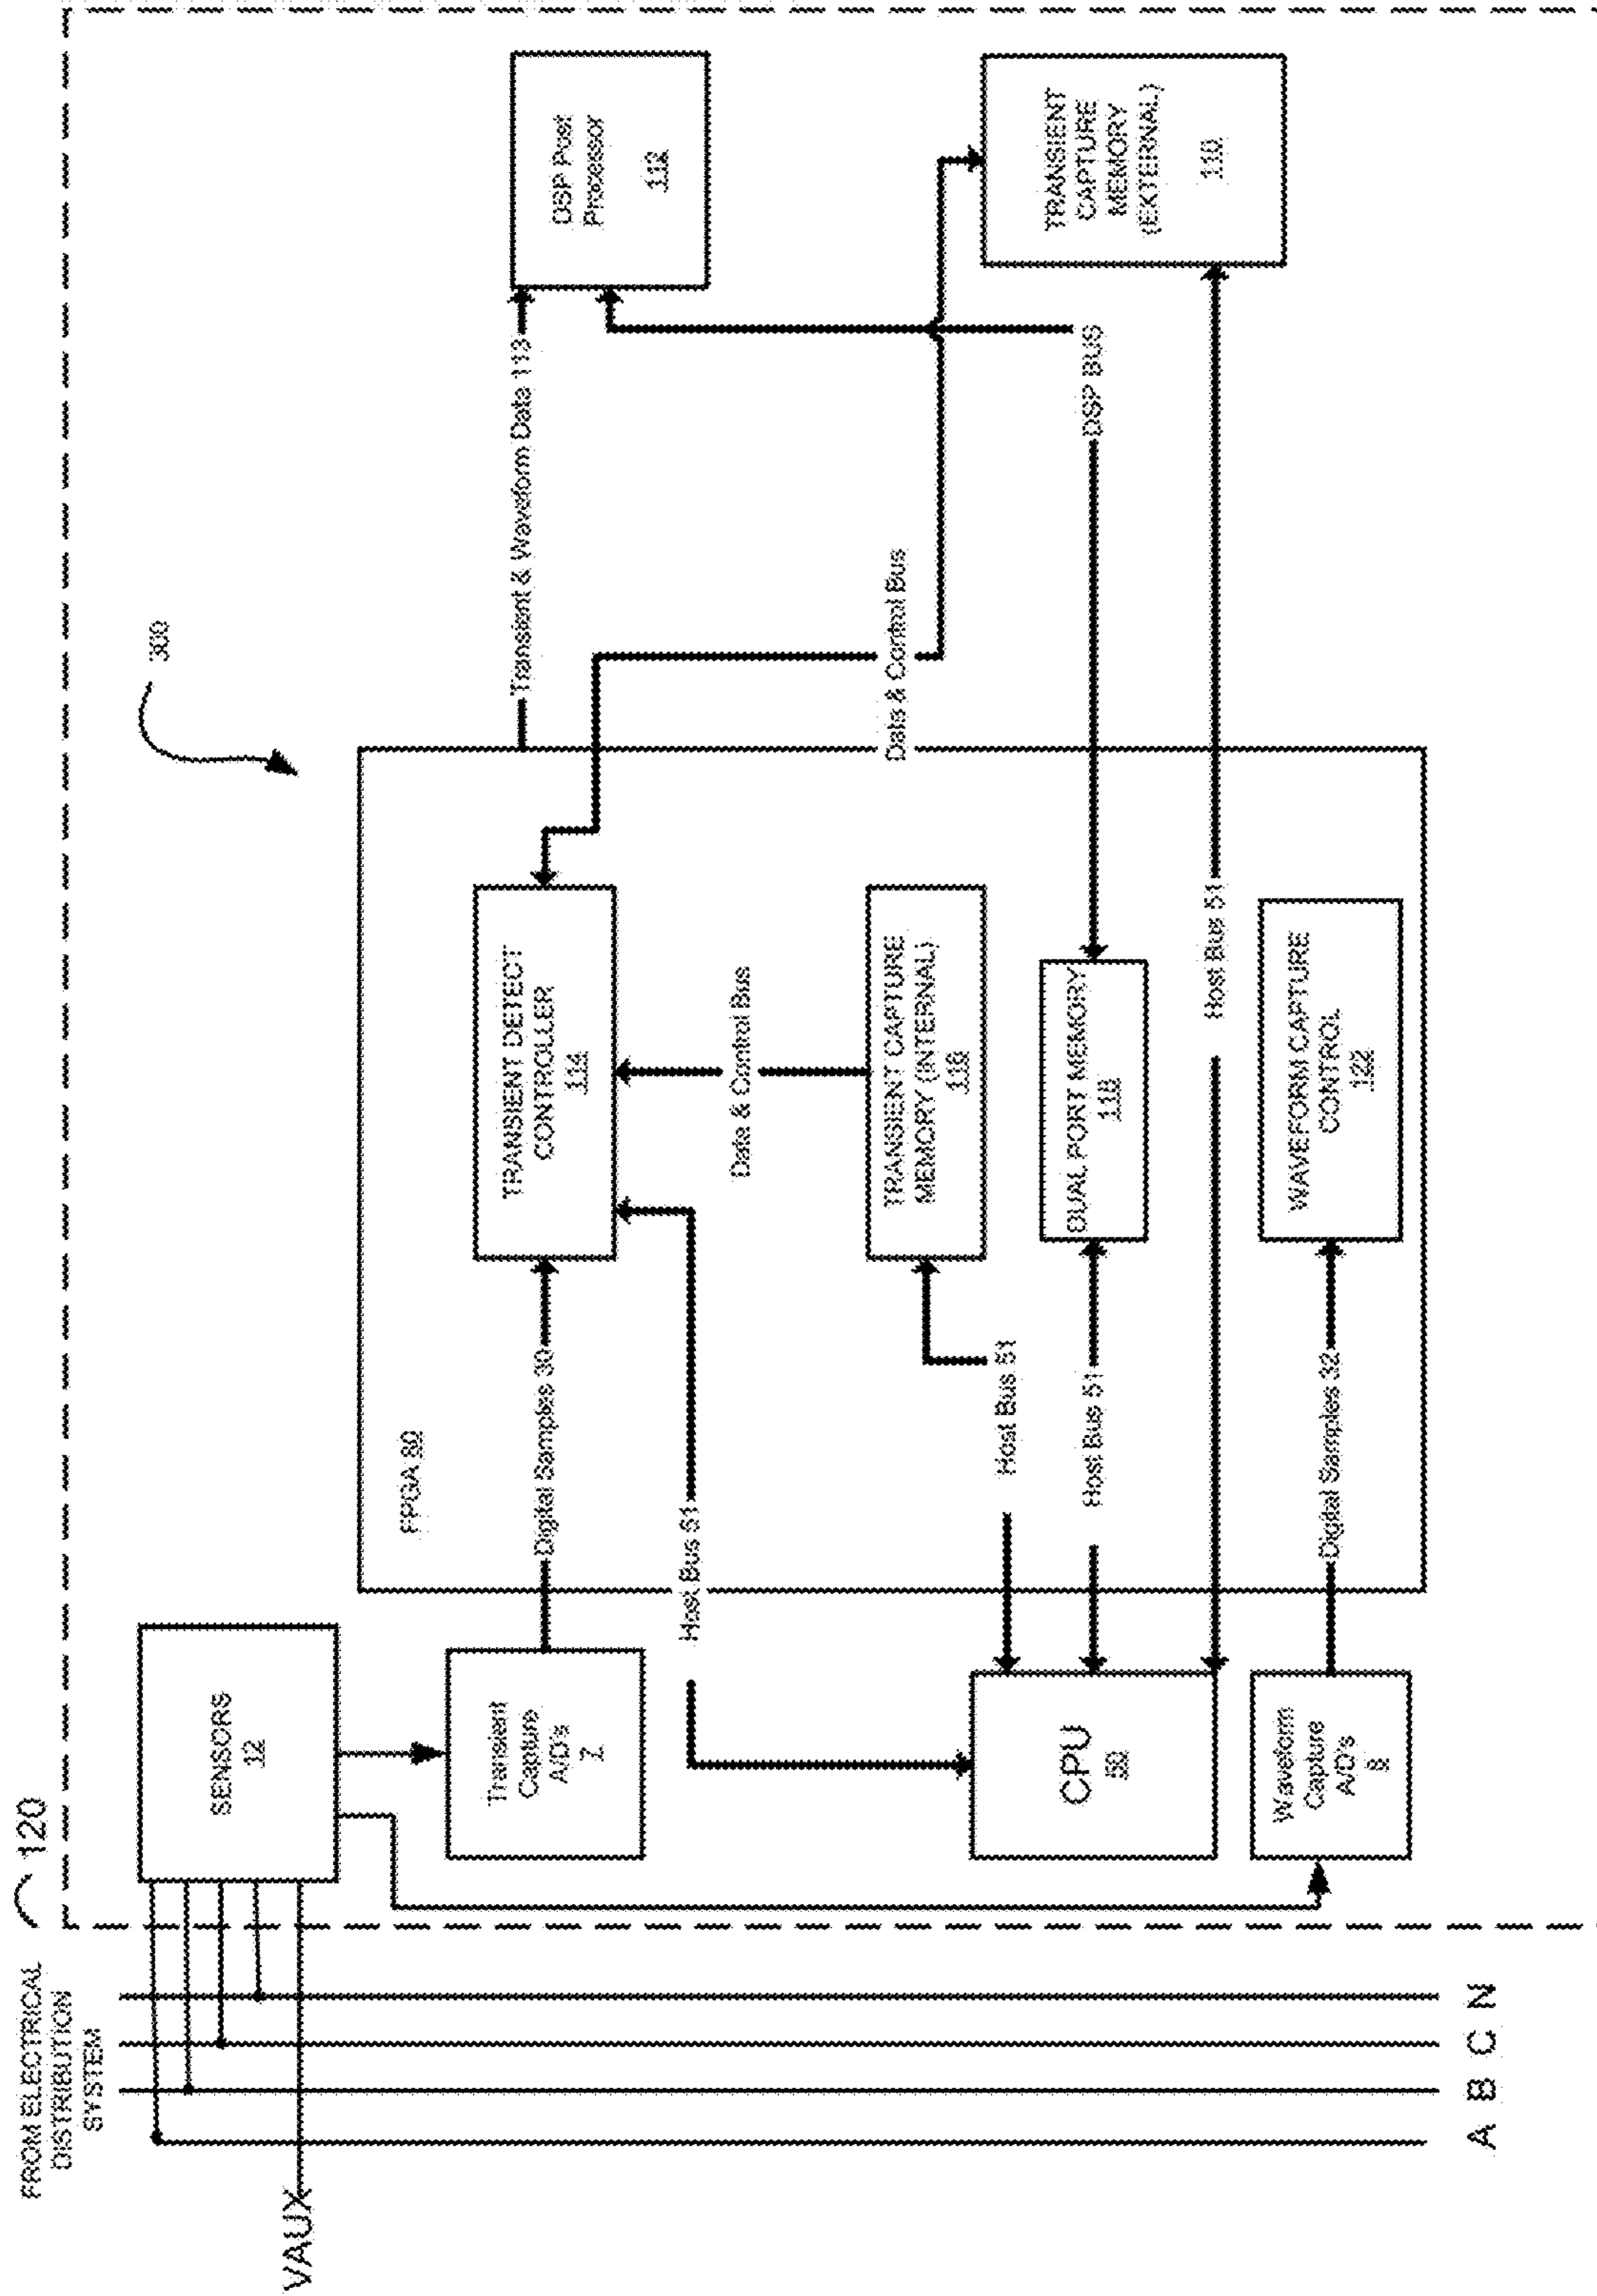 FROM ELECTRICAL
DISTRIBUTION
SYSTEM
120
VAUX
A
B
C
N
SENSORS
12
300
FPGA 80
Transient
Capture
A/D's
7
Digital Samples 30
TRANSIENT DETECT
CONTROLLER
114
Transient & Waveform Data 113
DSP Post
Processor
112
Host Bus 51
Data & Control Bus
Data & Control Bus
TRANSIENT CAPTURE
MEMORY (INTERNAL)
116
Host Bus 51
TRANSIENT
CAPTURE
MEMORY
(EXTERNAL)
110
CPU
50
Host Bus 51
DUAL PORT MEMORY
118
DSP BUS
Host Bus 51
Waveform
Capture
A/D's
8
Digital Samples 32
WAVEFORM CAPTURE
CONTROL
122